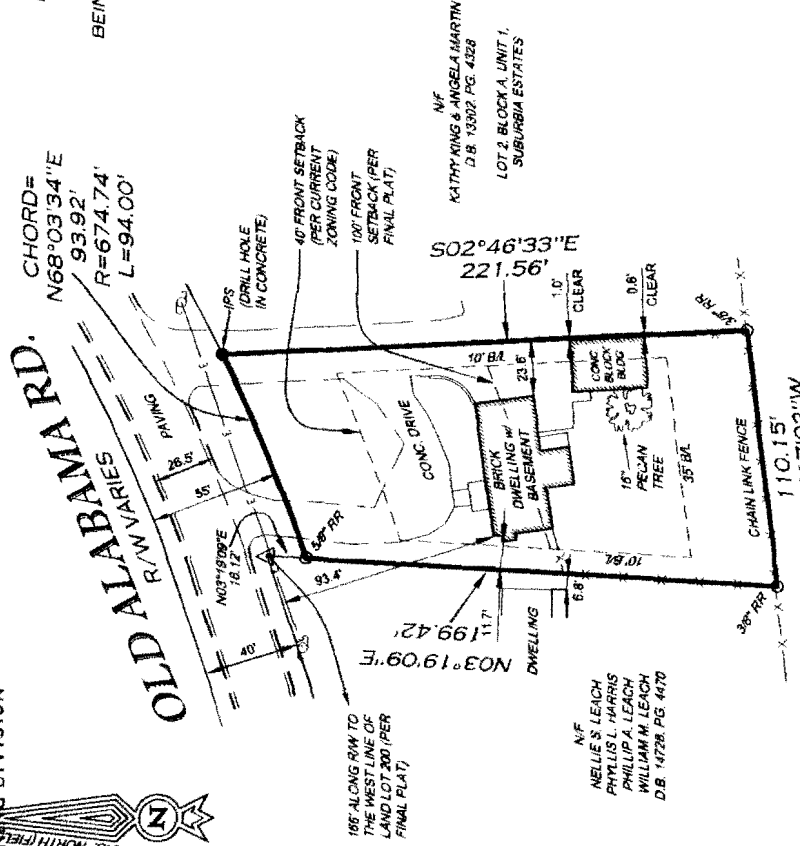 BEIN
CHORD=
N68°03'34"E
93.92'
R=674.74'
L=94.00'
OLD ALABAMA RD.
R/W VARIES
PAVING
26.5'
55'
40'
N03°19'09"E
18.12'
5/8" RR
93.4'
IPS
(DRILL HOLE
IN CONCRETE)
40' FRONT SETBACK
(PER CURRENT
ZONING CODE)
100' FRONT
SETBACK (PER
FINAL PLAT)
N/F
KATHY KING & ANGELA MARTIN
D.B. 13302, PG. 4328
LOT 2, BLOCK A, UNIT 1,
SUBURBIA ESTATES
S02°46'33"E
221.56'
1.0'
CLEAR
0.8'
CLEAR
3/8" RR
10' B/L
23.6'
CONC. DRIVE
BRICK
DWELLING W/
BASEMENT
CONC.
BLOCK
BLDG
16"
PECAN
TREE
35' B/L
10' B/L
CHAIN LINK FENCE
110.15'
3/8" RR
N03°19'09"E
199.42'
11.7'
6.8'
DWELLING
166' ALONG R/W TO
THE WEST LINE OF
LAND LOT 200 (PER
FINAL PLAT)
N/F
NELLIE S. LEACH
PHYLLIS L. HARRIS
PHILLIP A. LEACH
WILLIAM M. LEACH
D.B. 14728, PG. 4470
N